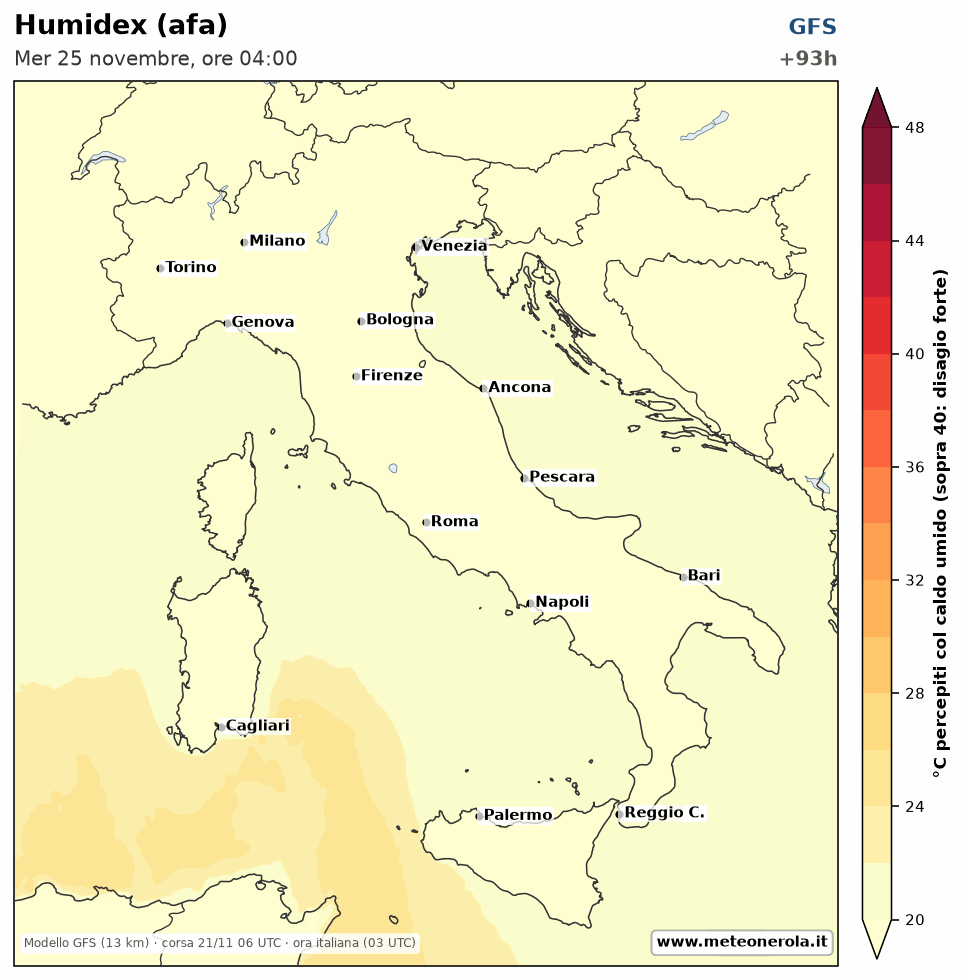 Humidex (afa)
GFS
Mer 25 novembre, ore 04:00
+93h
48
44
40
36
32
28
24
20
°C percepiti col caldo umido (sopra 40: disagio forte)
Milano
Venezia
Torino
Genova
Bologna
Firenze
Ancona
Pescara
Roma
Bari
Napoli
Cagliari
Palermo
Reggio C.
Modello GFS (13 km) · corsa 21/11 06 UTC · ora italiana (03 UTC)
www.meteonerola.it